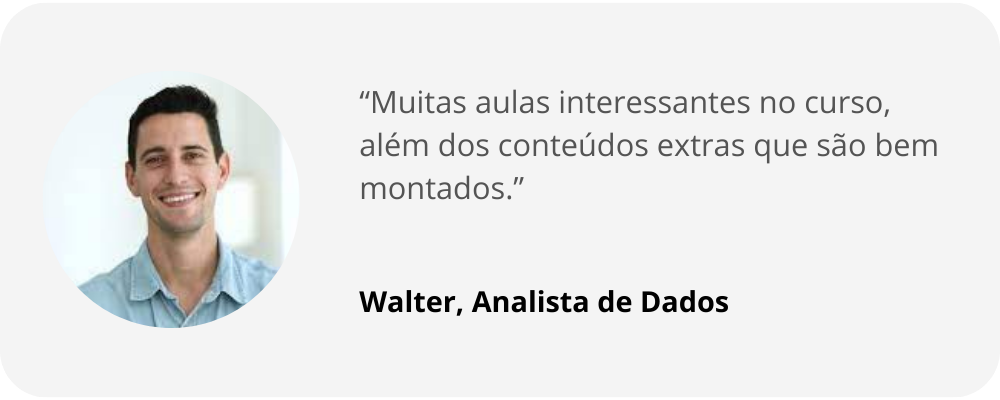 “Muitas aulas interessantes no curso,
além dos conteúdos extras que são bem
montados.”
Walter, Analista de Dados